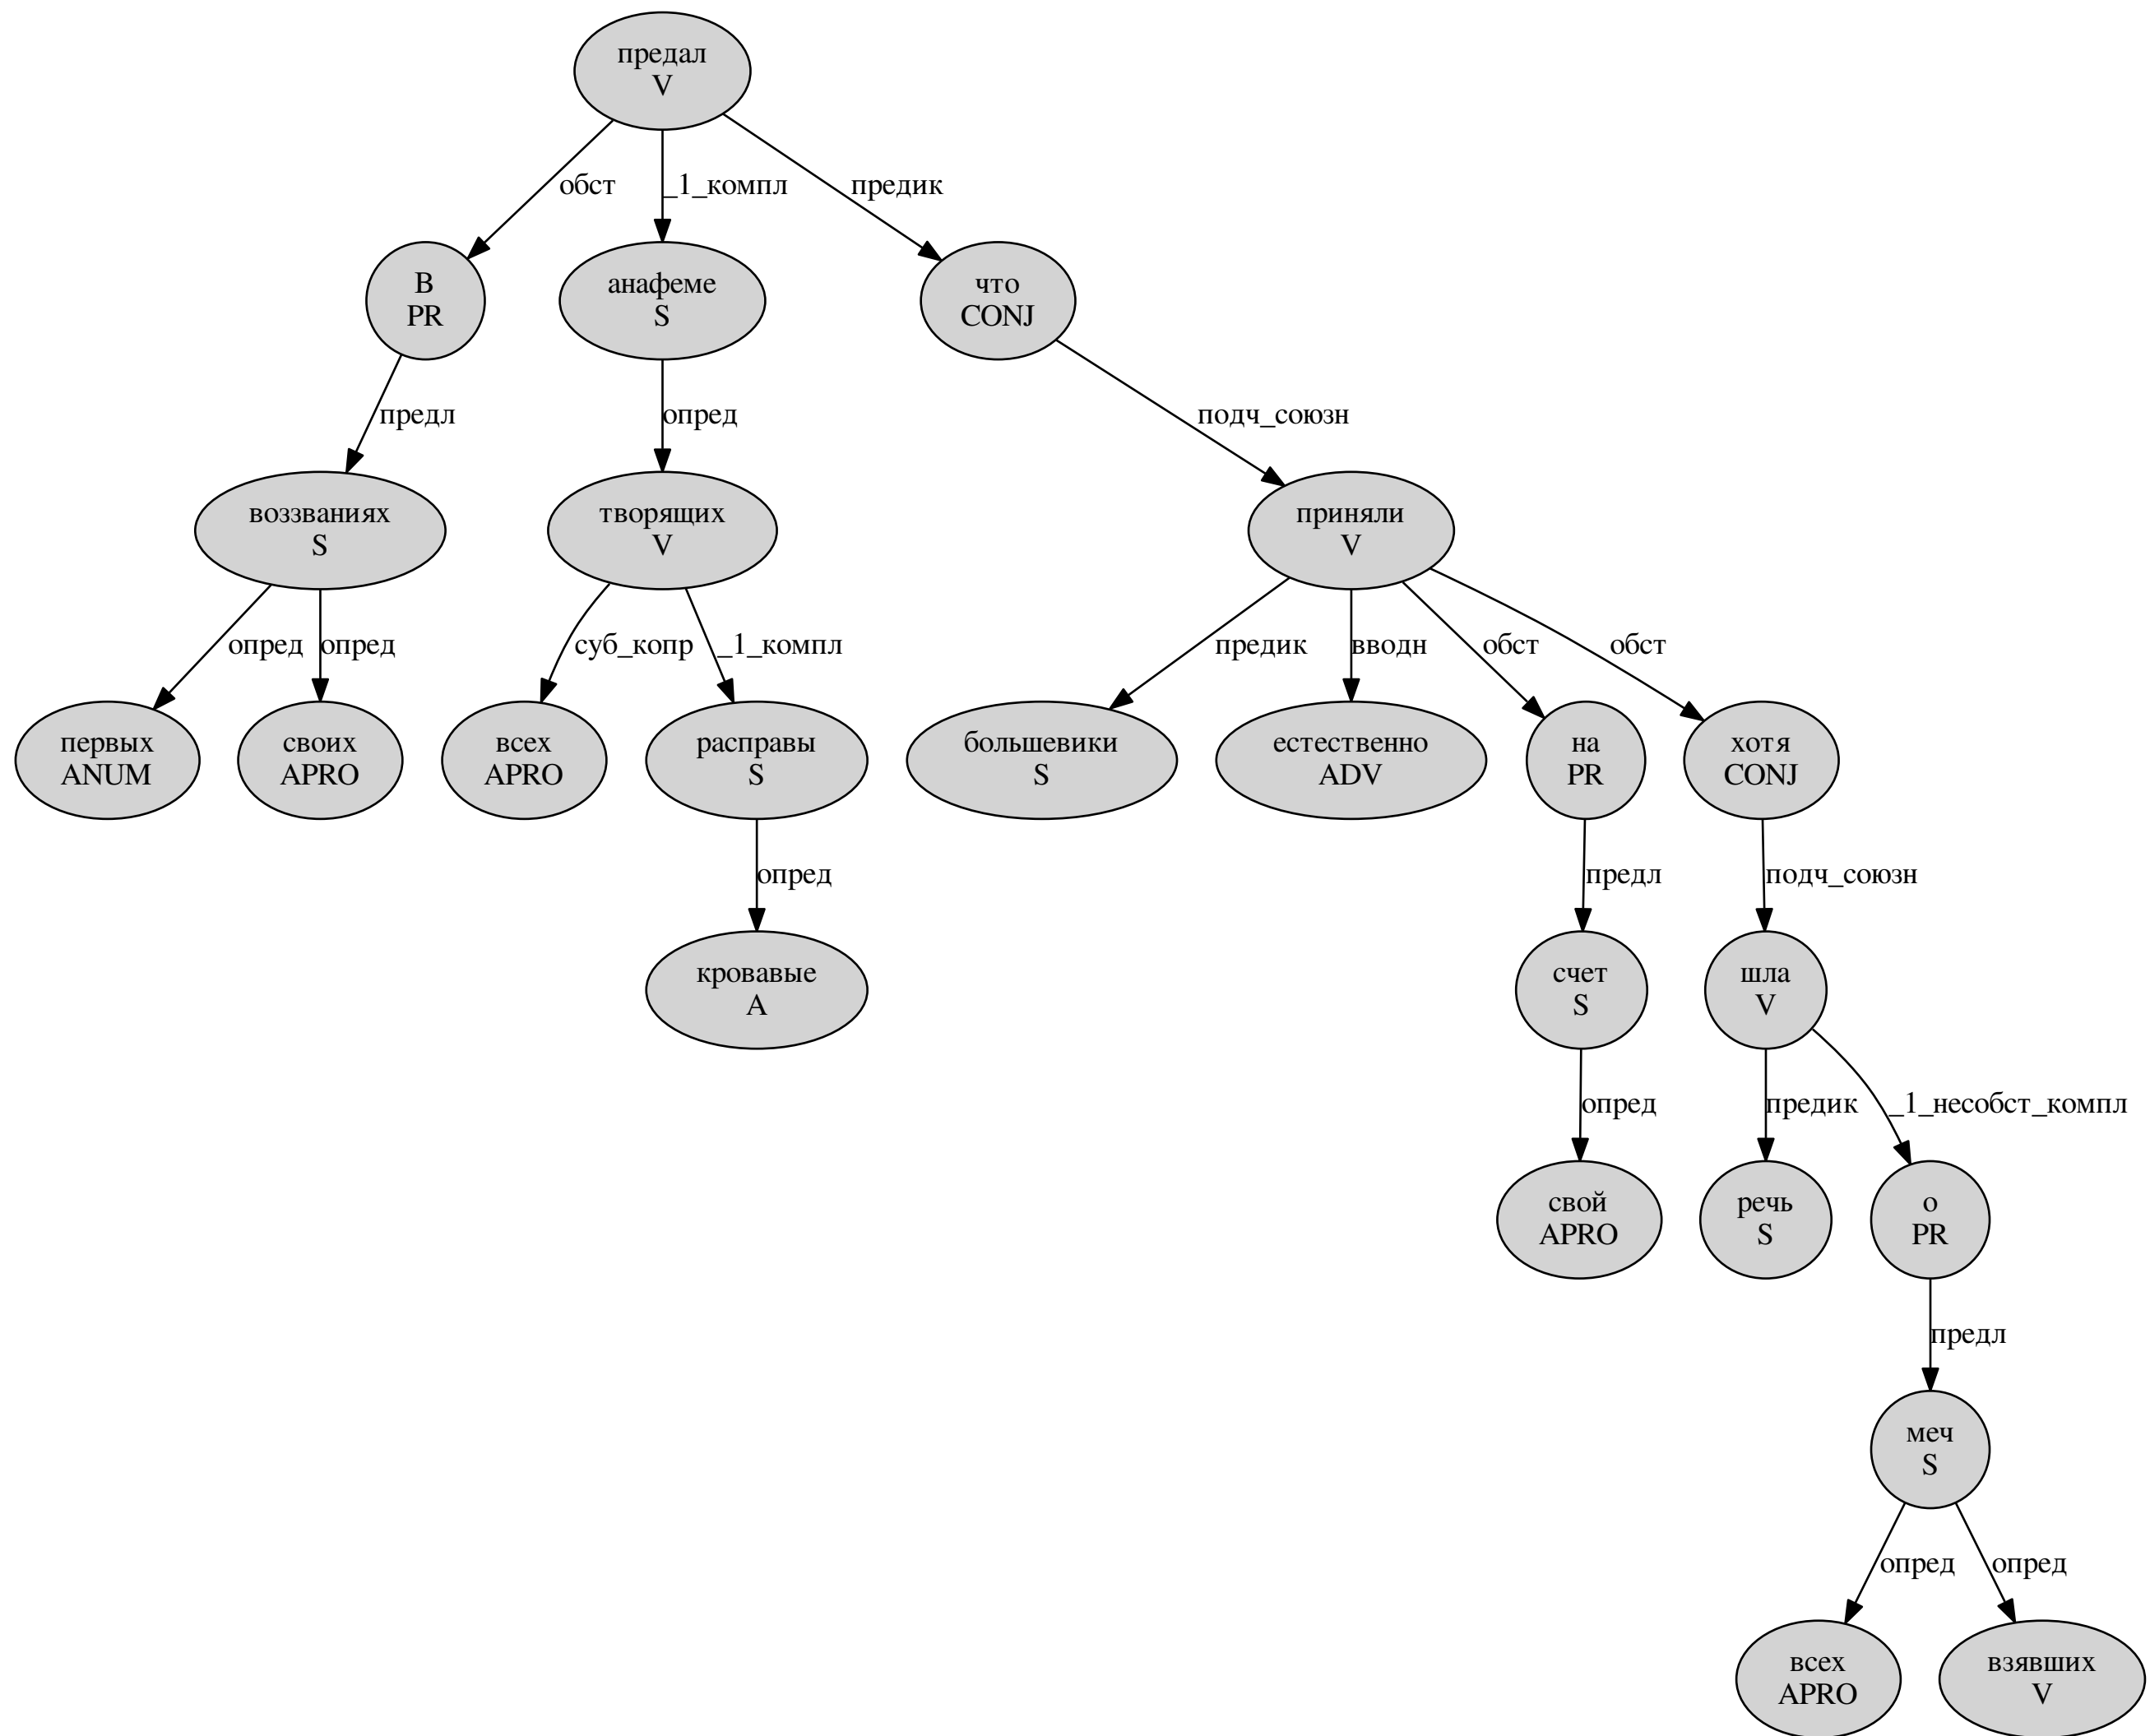 предал
V
обст
_1_компл
предик
В
PR
анафеме
S
что
CONJ
предл
опред
подч_союзн
воззваниях
S
творящих
V
приняли
V
опред
опред
суб_копр
_1_компл
предик
вводн
обст
обст
первых
ANUM
своих
APRO
всех
APRO
расправы
S
большевики
S
естественно
ADV
на
PR
хотя
CONJ
опред
предл
подч_союзн
кровавые
A
счет
S
шла
V
опред
предик
_1_несобст_компл
свой
APRO
речь
S
о
PR
предл
меч
S
опред
опред
всех
APRO
взявших
V